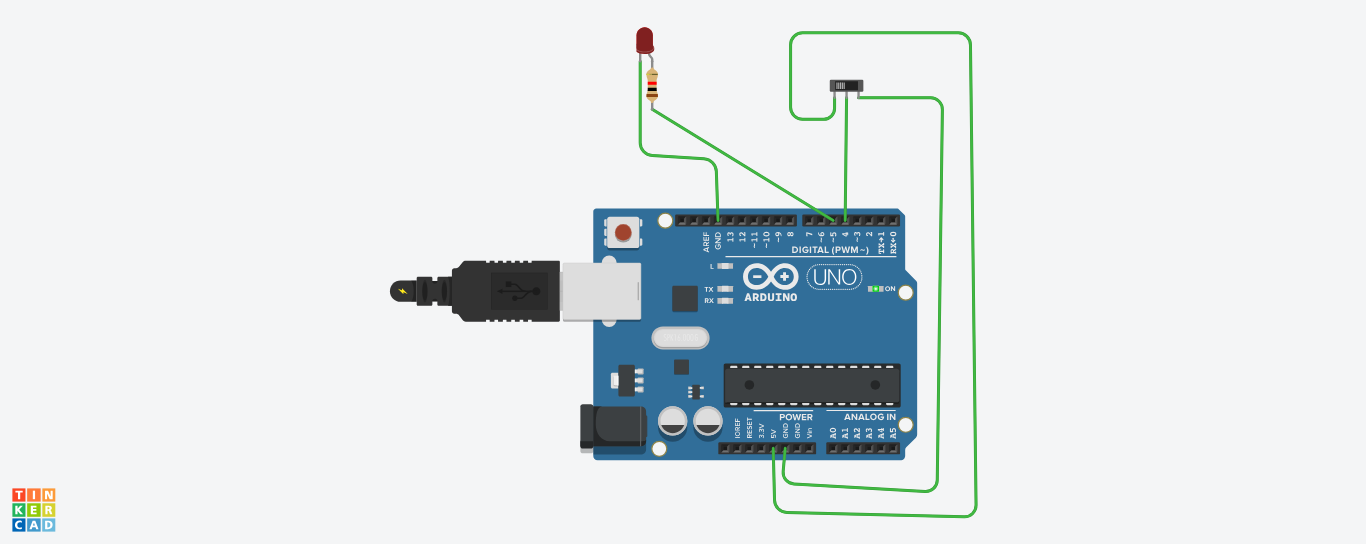 AREF
GND
13
12
~11
~10
~9
8
7
~6
~5
4
~3
2
TX→1
RX←0
DIGITAL (PWM~)
L
TX
RX
ARDUINO
UNO
ON
POWER
ANALOG IN
IOREF
RESET
3.3V
5V
GND
GND
Vin
A0
A1
A2
A3
A4
A5
TIN
KER
CAD